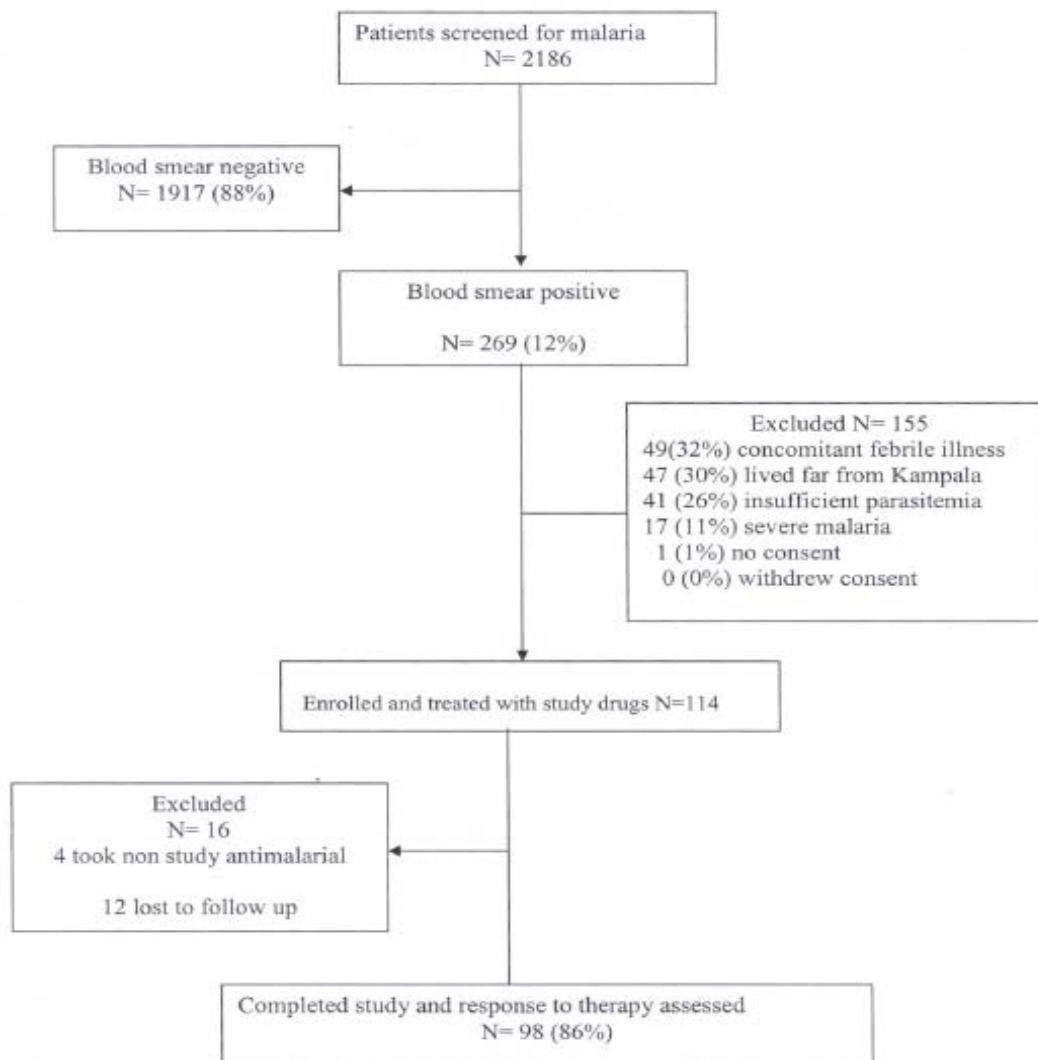 Patients screened for malaria
N= 2186
Blood smear negative
N= 1917 (88%)
Blood smear positive
N= 269 (12%)
Excluded N= 155
49(32%) concomitant febrile illness
47 (30%) lived far from Kampala
41 (26%) insufficient parasitemia
17 (11%) severe malaria
1 (1%) no consent
0 (0%) withdrew consent
Enrolled and treated with study drugs N=114
Excluded
N= 16
4 took non study antimalarial
12 lost to follow up
Completed study and response to therapy assessed
N= 98 (86%)